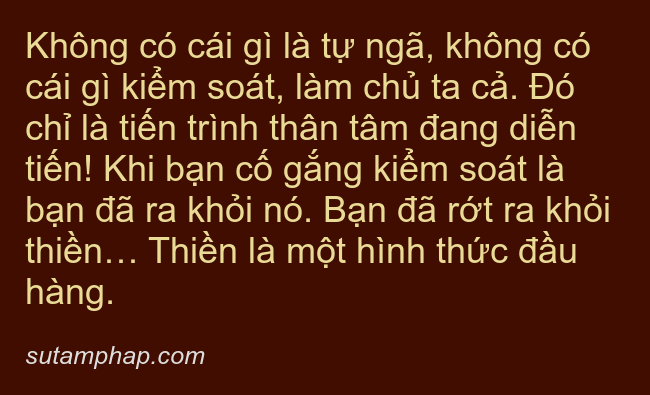 Không có cái gì là tự ngã, không có
cái gì kiểm soát, làm chủ ta cả. Đó
chỉ là tiến trình thân tâm đang diễn
tiến! Khi bạn cố gắng kiểm soát là
bạn đã ra khỏi nó. Bạn đã rớt ra khỏi
thiền… Thiền là một hình thức đầu
hàng.
sutamphap.com